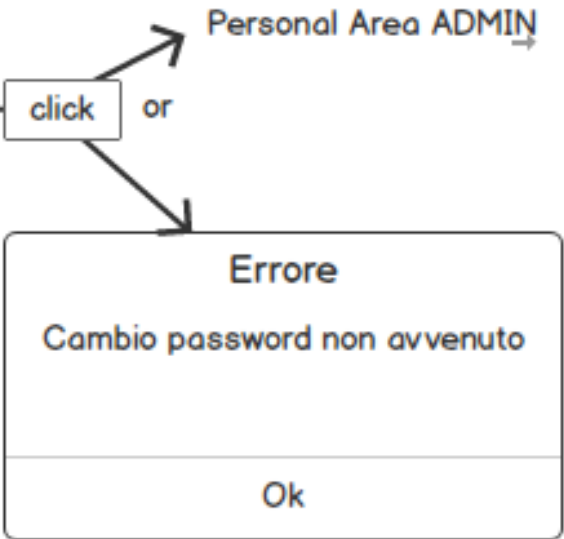 Personal Area ADMIN
click or
Errore
Cambio password non avvenuto
Ok